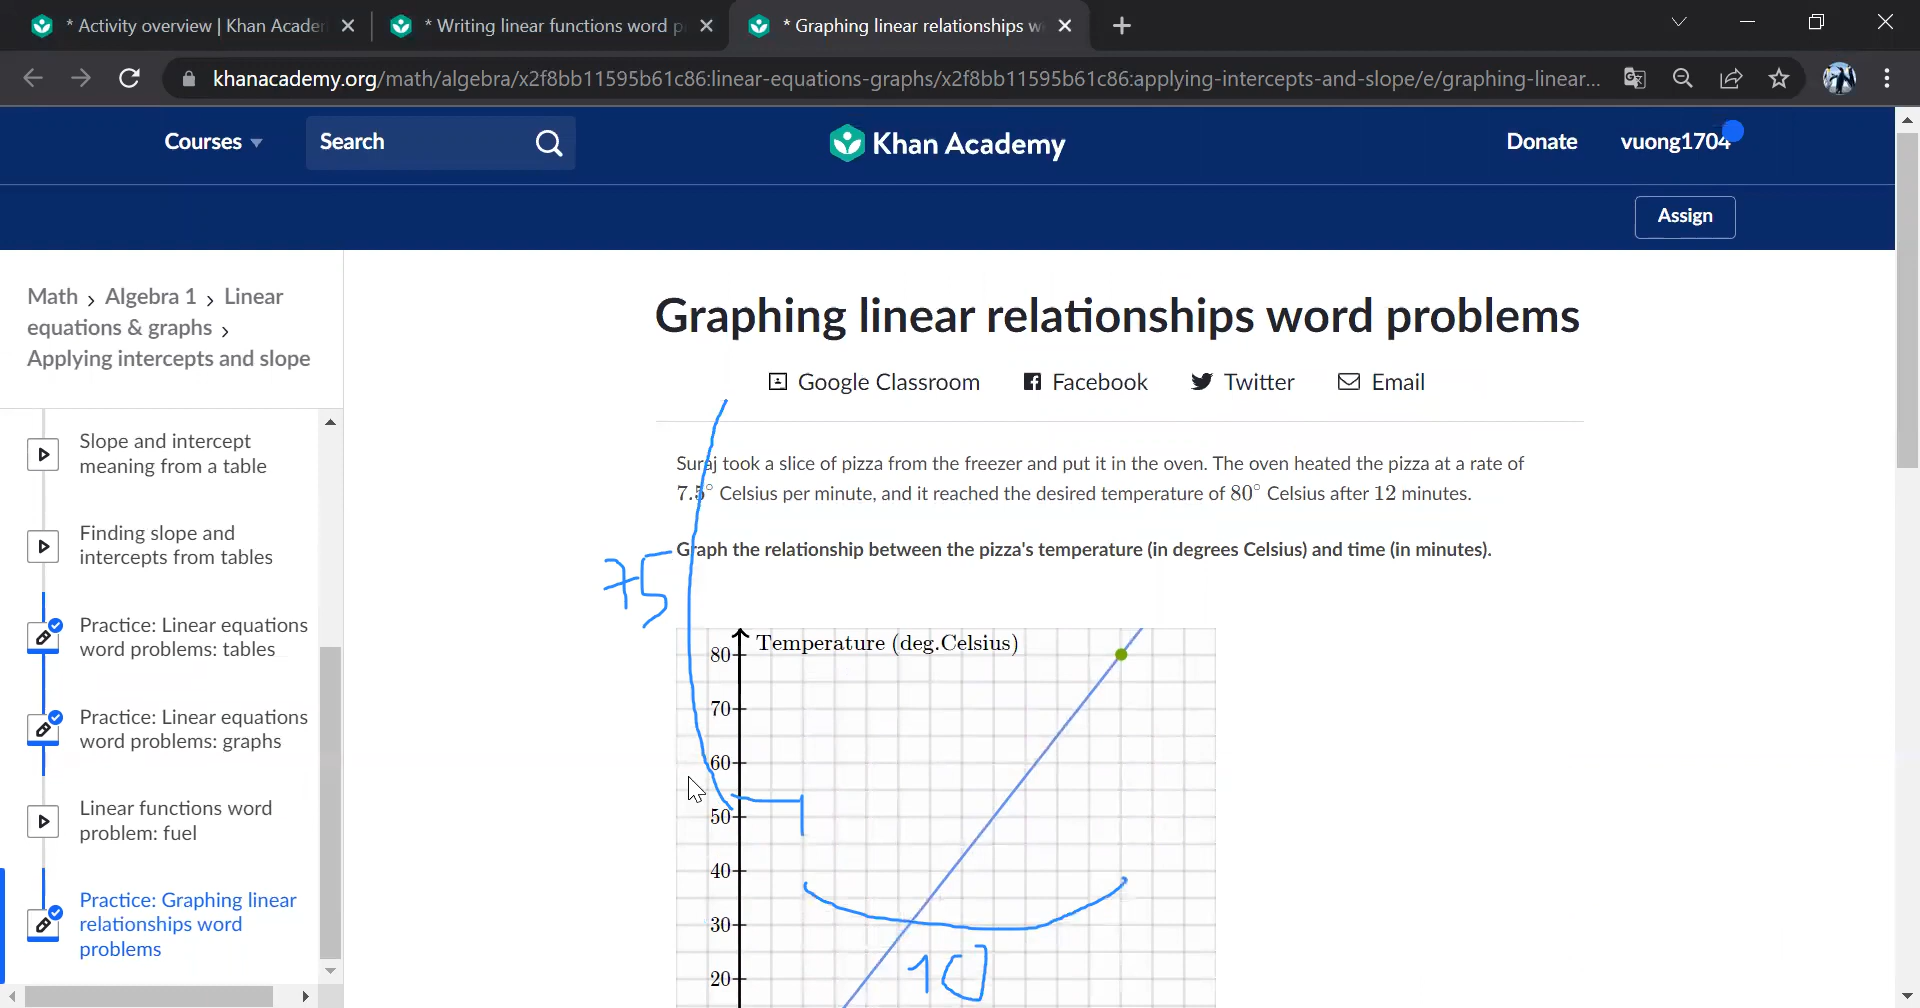 * Activity overview | Khan Acader
* Writing linear functions word p
* Graphing linear relationships w
khanacademy.org/math/algebra/x2f8bb11595b61c86:linear-equations-graphs/x2f8bb11595b61c86:applying-intercepts-and-slope/e/graphing-linear...
Courses
Search
Khan Academy
Donate
vuong1704
Assign
Math > Algebra 1 > Linear
equations & graphs >
Applying intercepts and slope
Slope and intercept
meaning from a table
Finding slope and
intercepts from tables
Practice: Linear equations
word problems: tables
Practice: Linear equations
word problems: graphs
Linear functions word
problem: fuel
Practice: Graphing linear
relationships word
problems
Graphing linear relationships word problems
Google Classroom
Facebook
Twitter
Email
Suraj took a slice of pizza from the freezer and put it in the oven. The oven heated the pizza at a rate of
7.5° Celsius per minute, and it reached the desired temperature of 80° Celsius after 12 minutes.
Graph the relationship between the pizza's temperature (in degrees Celsius) and time (in minutes).
75
Temperature (deg.Celsius)
80
70
60
50
40
30
20
10